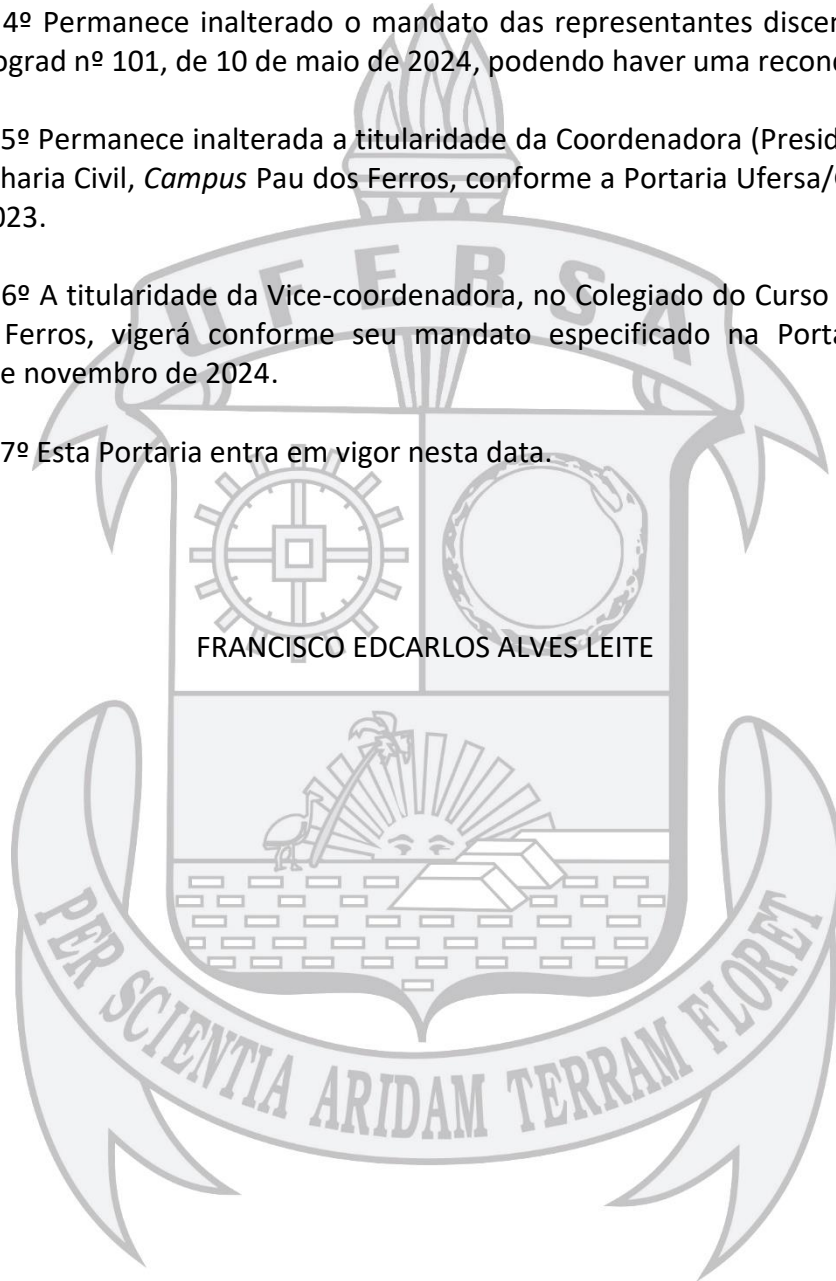 4º Permanece inalterado o mandato das representantes discen
ograd nº 101, de 10 de maio de 2024, podendo haver uma recon
5º Permanece inalterada a titularidade da Coordenadora (Presid
haria Civil, Campus Pau dos Ferros, conforme a Portaria Ufersa/
023.
6º A titularidade da Vice-coordenadora, no Colegiado do Curso
Ferros, vigerá conforme seu mandato especificado na Porta
e novembro de 2024.
7º Esta Portaria entra em vigor nesta data.
FRANCISCO EDCARLOS ALVES LEITE
UFERSA
PER SCIENTIA ARIDAM TERRAM FLORET